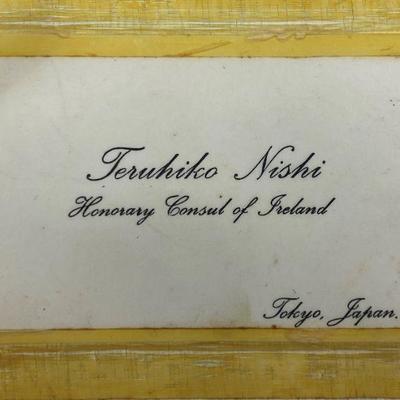 Teruhiko Nishi
Honorary Consul of Ireland
Tokyo, Japan.